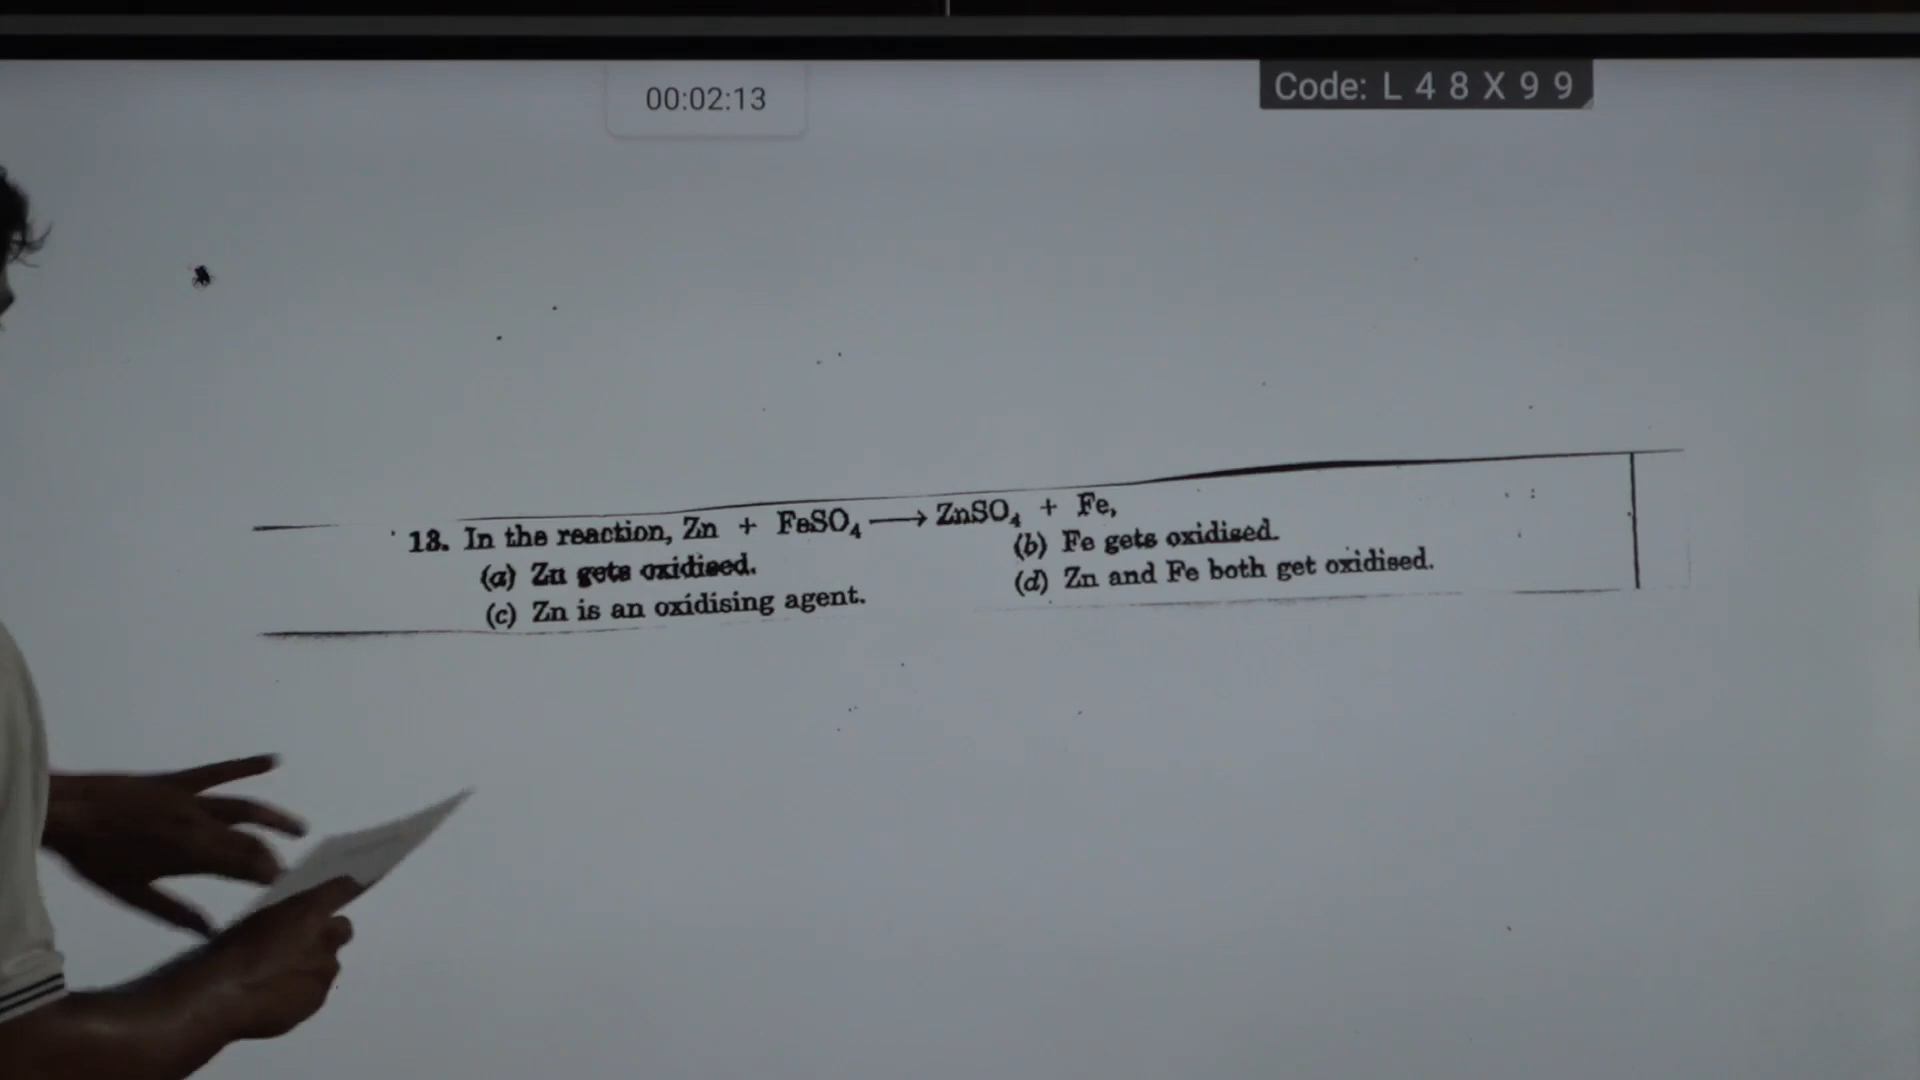 00:02:13
Code: L 4 8 X 9 9
13. In the reaction, Zn + FeSO₄ ⟶ ZnSO₄ + Fe,
(a) Zn gets oxidised. (b) Fe gets oxidised.
(c) Zn is an oxidising agent. (d) Zn and Fe both get oxidised.